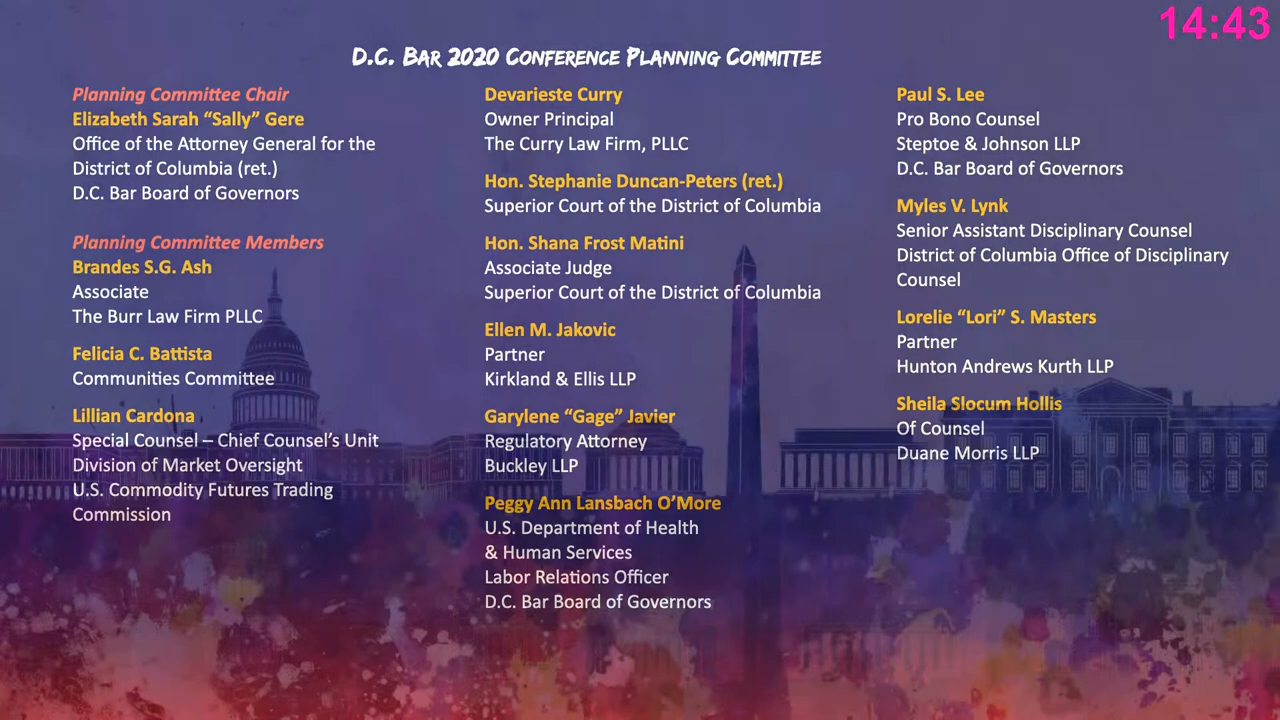 14:43
D.C. Bar 2020 Conference Planning Committee
Planning Committee Chair
Elizabeth Sarah “Sally” Gere
Office of the Attorney General for the
District of Columbia (ret.)
D.C. Bar Board of Governors
Planning Committee Members
Brandes S.G. Ash
Associate
The Burr Law Firm PLLC
Felicia C. Battista
Communities Committee
Lillian Cardona
Special Counsel – Chief Counsel’s Unit
Division of Market Oversight
U.S. Commodity Futures Trading
Commission
Devarieste Curry
Owner Principal
The Curry Law Firm, PLLC
Hon. Stephanie Duncan-Peters (ret.)
Superior Court of the District of Columbia
Hon. Shana Frost Matini
Associate Judge
Superior Court of the District of Columbia
Ellen M. Jakovic
Partner
Kirkland & Ellis LLP
Garylene “Gage” Javier
Regulatory Attorney
Buckley LLP
Peggy Ann Lansbach O’More
U.S. Department of Health
& Human Services
Labor Relations Officer
D.C. Bar Board of Governors
Paul S. Lee
Pro Bono Counsel
Steptoe & Johnson LLP
D.C. Bar Board of Governors
Myles V. Lynk
Senior Assistant Disciplinary Counsel
District of Columbia Office of Disciplinary
Counsel
Lorelie “Lori” S. Masters
Partner
Hunton Andrews Kurth LLP
Sheila Slocum Hollis
Of Counsel
Duane Morris LLP